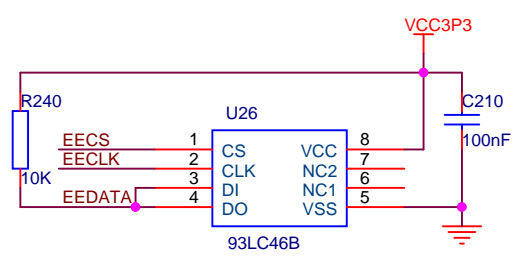 VCC3P3
R240
C210
U26
EECS 1 CS VCC 8
100nF
EECLK 2 CLK NC2 7
10K 3 DI NC1 6
EEDATA 4 DO VSS 5
93LC46B